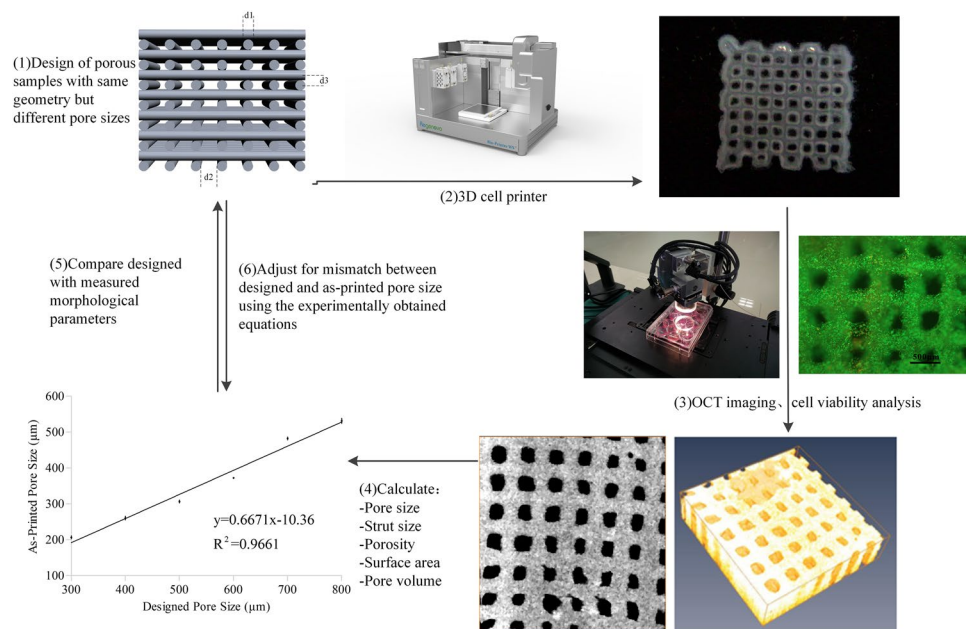 d1
(1)Design of porous
samples with same
geometry but
different pore sizes
d3
d2
(2)3D cell printer
(5)Compare designed
with measured
morphological
parameters
(6)Adjust for mismatch between
designed and as-printed pore size
using the experimentally obtained
equations
500μm
(3)OCT imaging、cell viability analysis
(4)Calculate：
-Pore size
-Strut size
-Porosity
-Surface area
-Pore volume
As-Printed Pore Size (μm)
600
500
400
300
200
100
y=0.6671x-10.36
R²=0.9661
300 400 500 600 700 800
Designed Pore Size (μm)